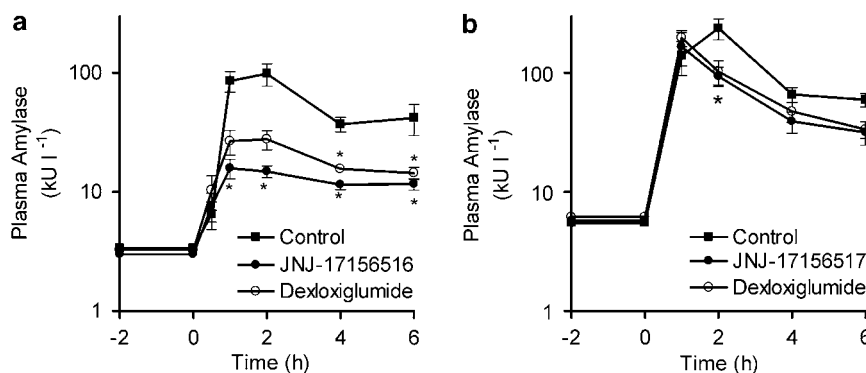 a
Plasma Amylase
(kU l⁻¹)
100
10
1
*
*
*
*
*
*
Control
JNJ-17156516
Dexloxiglumide
-2
0
2
4
6
Time (h)
b
Plasma Amylase
(kU l⁻¹)
100
10
1
*
Control
JNJ-17156517
Dexloxiglumide
-2
0
2
4
6
Time (h)